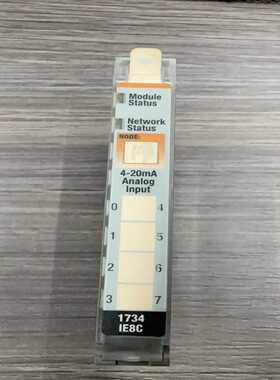 Module
Status
Network
Status
NODE:
4-20mA
Analog
Input
0 4
1 5
2 6
3 7
1734
IE8C